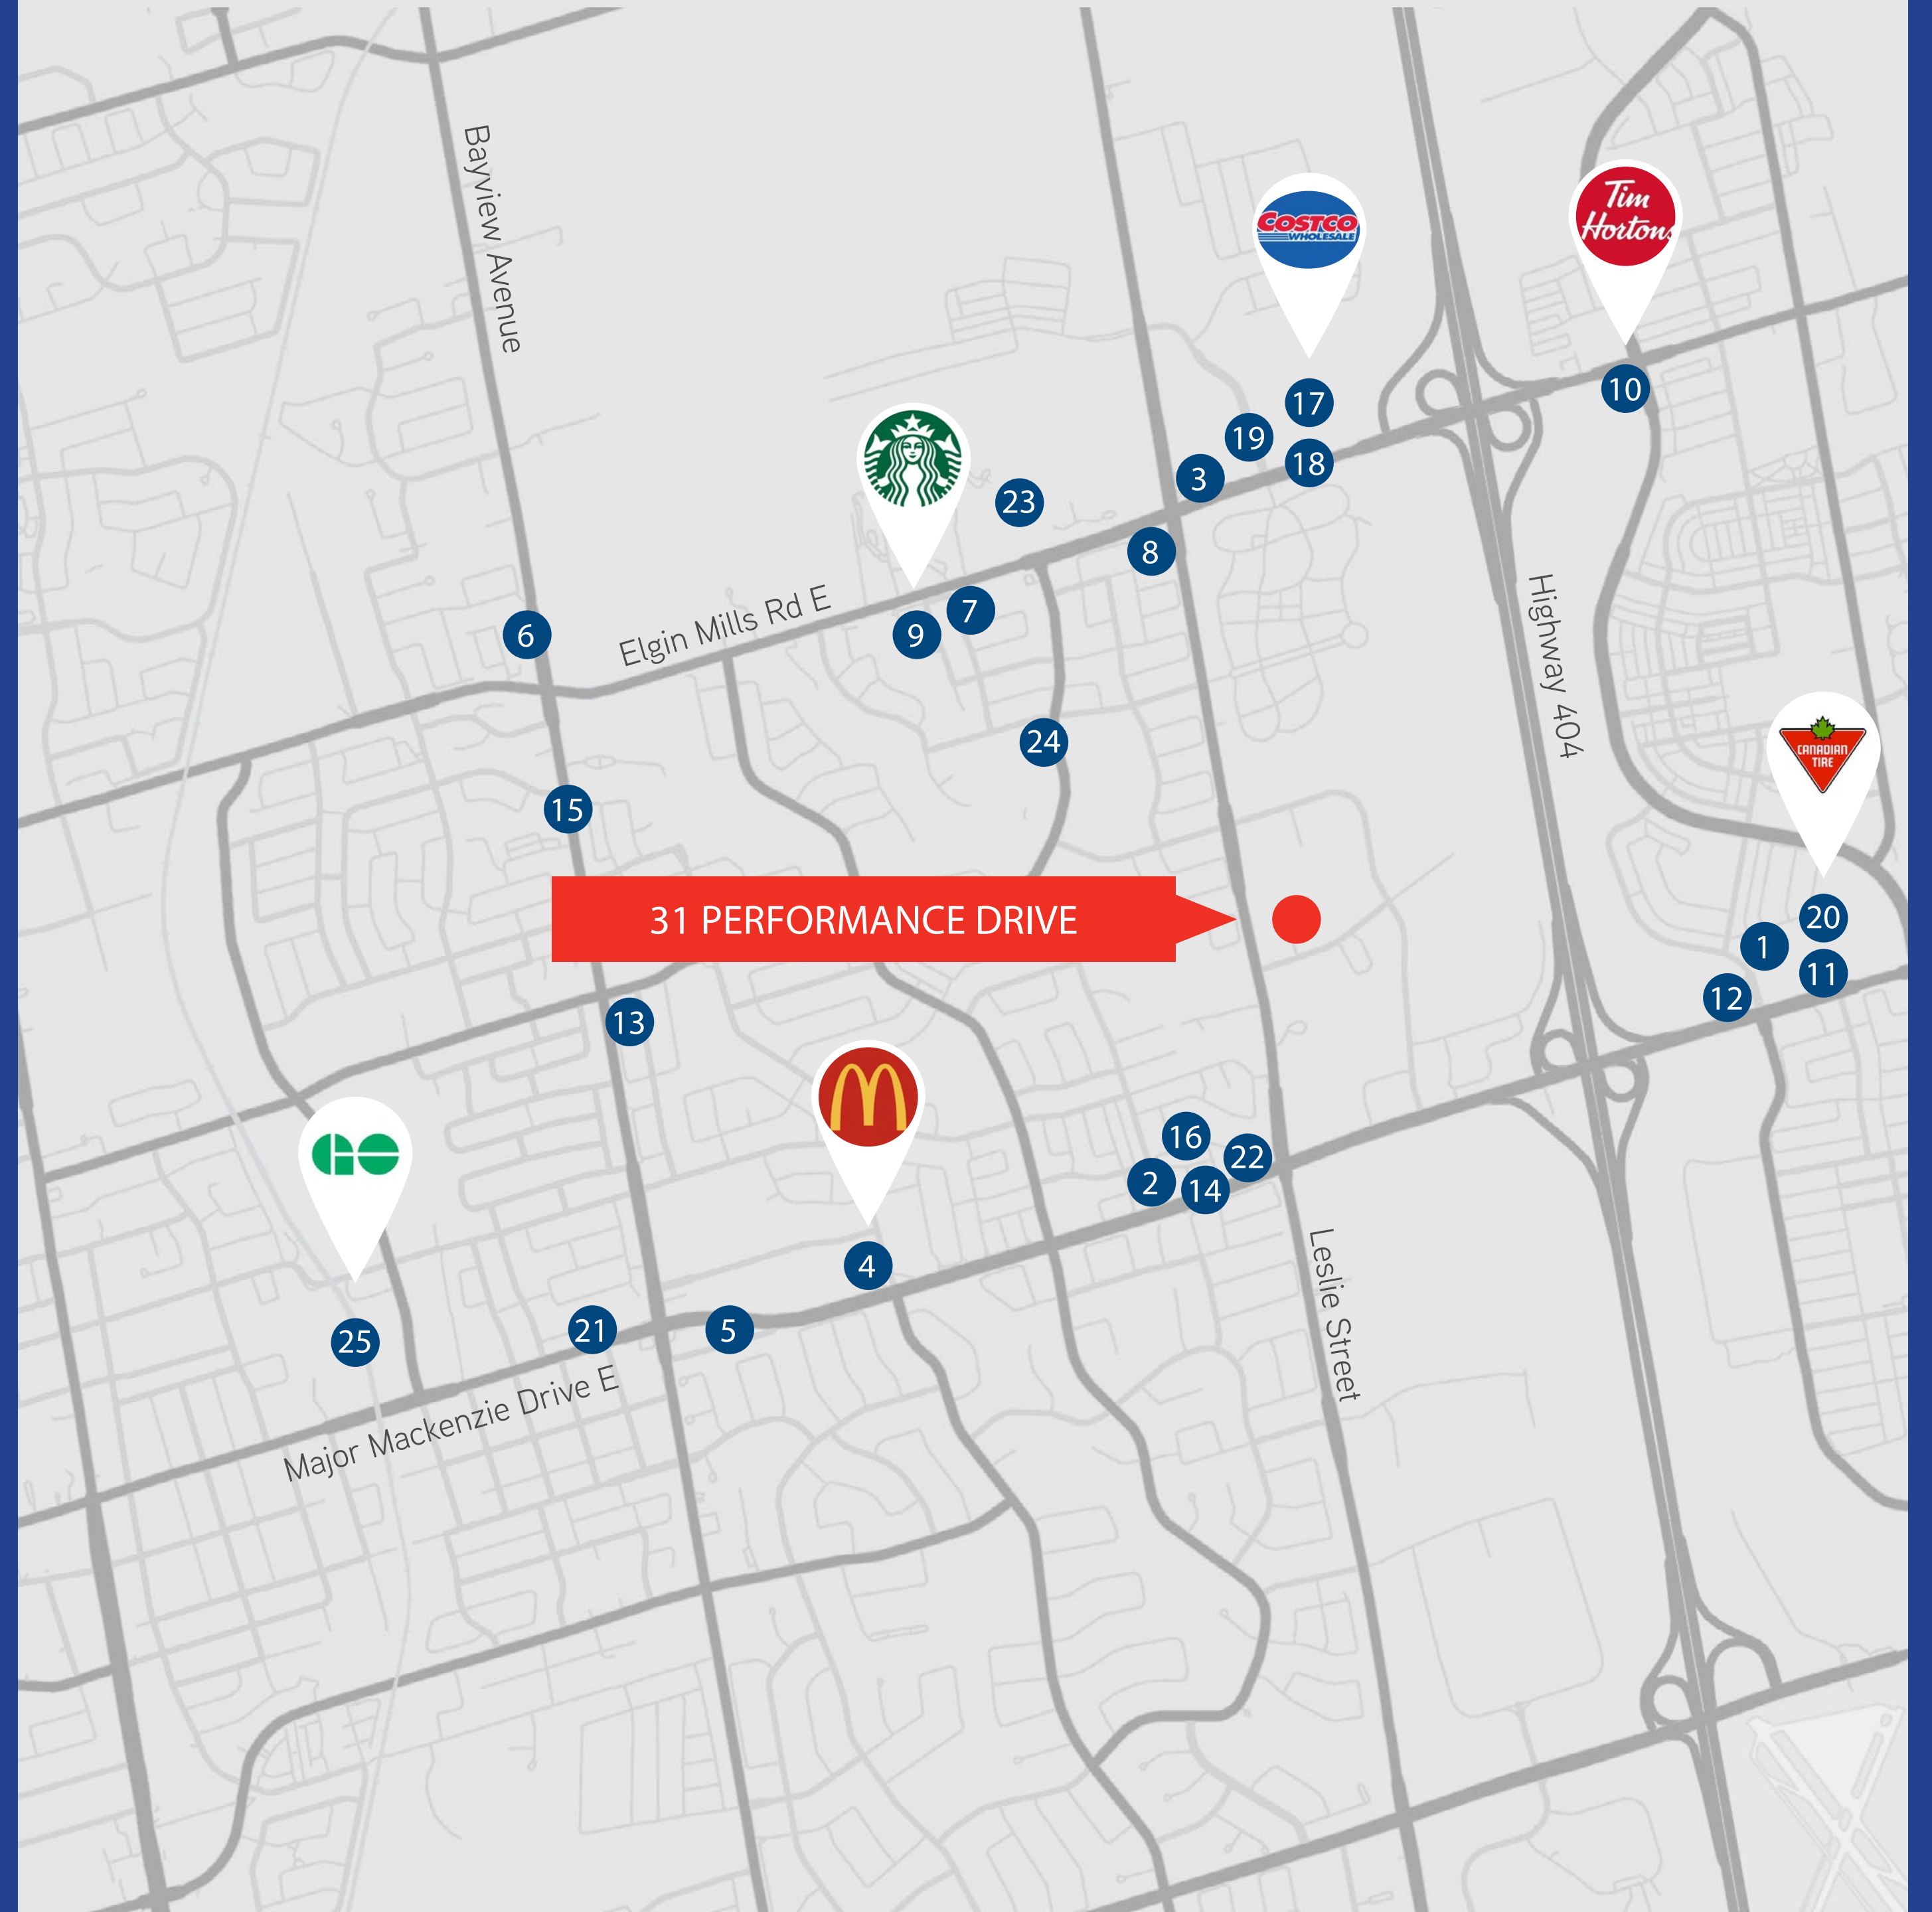 Bayview Avenue
COSTCO
WHOLESALE
Tim
Hortons
17
10
19
18
3
23
8
7
9
6
Elgin Mills Rd E
Highway 404
24
CANADIAN
TIRE
15
31 PERFORMANCE DRIVE
20
1
11
12
13
16
22
2
14
GO
4
Leslie Street
21
5
25
Major Mackenzie Drive E